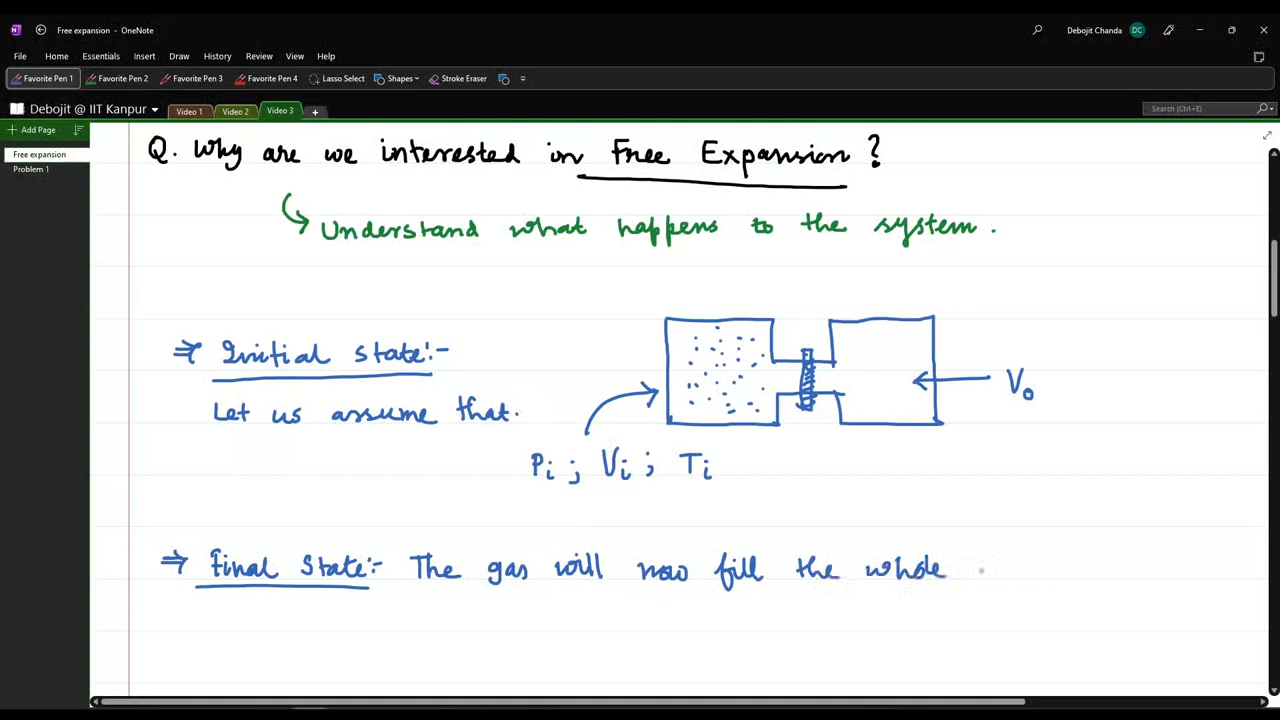 Free expansion - OneNote
Debojit Chanda DC
File Home Essentials Insert Draw History Review View Help
Favorite Pen 1 Favorite Pen 2 Favorite Pen 3 Favorite Pen 4 Lasso Select Shapes Stroke Eraser
Debojit @ IIT Kanpur Video 1 Video 2 Video 3 Search (Ctrl+E)
Add Page
Free expansion
Problem 1
Q. Why are we interested in Free Expansion ?
Understand what happens to the system.
⇒ Initial state:-
Let us assume that.
V₀
Pi ; Vi ; Ti
⇒ Final State:- The gas will now fill the whole